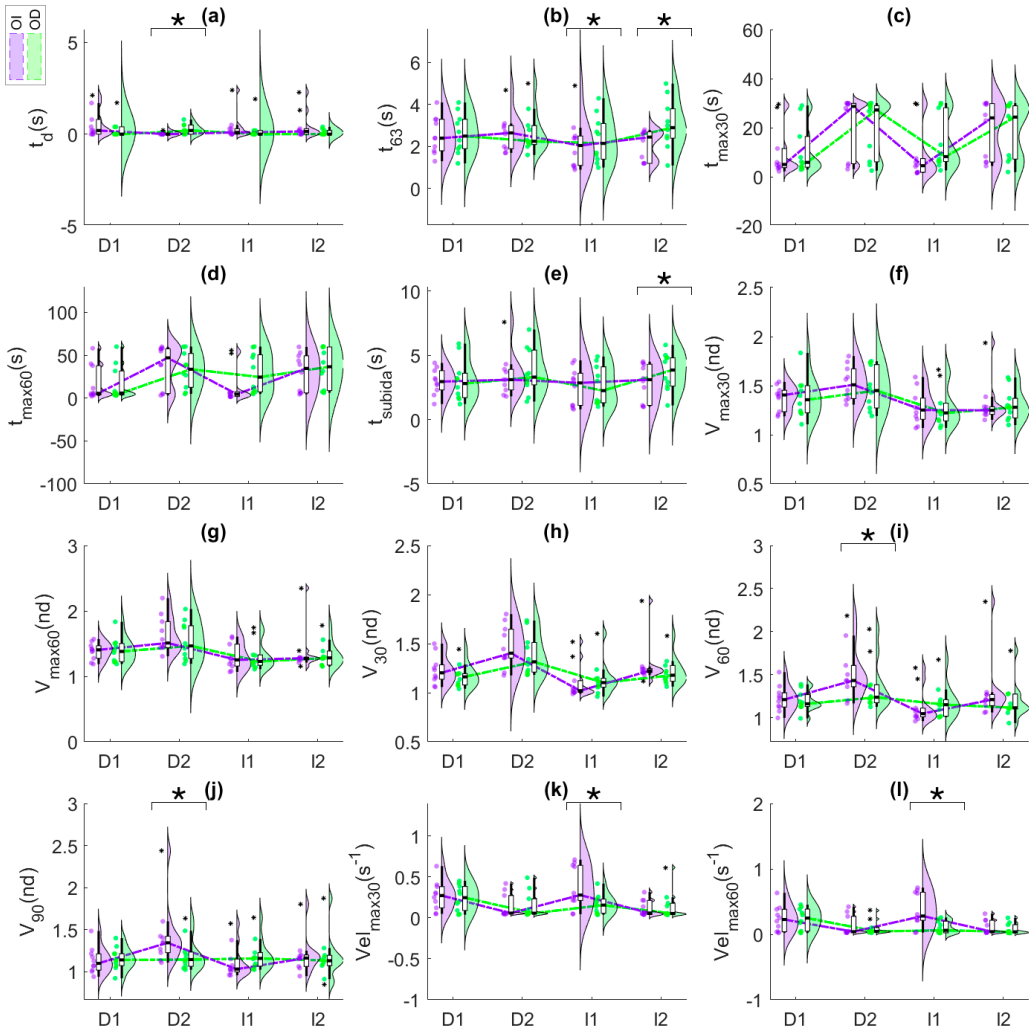 OI
OD
(a)
*
t_d(s)
5
0
-5
D1 D2 I1 I2
(b)
* *
t_63(s)
6
4
2
0
D1 D2 I1 I2
(c)
t_max30(s)
60
40
20
0
-20
D1 D2 I1 I2
(d)
t_max60(s)
100
50
0
-50
-100
D1 D2 I1 I2
(e)
*
t_subida(s)
10
5
0
-5
D1 D2 I1 I2
(f)
V_max30(nd)
2.5
2
1.5
1
0.5
D1 D2 I1 I2
(g)
V_max60(nd)
3
2
1
0
D1 D2 I1 I2
(h)
V_30(nd)
2.5
2
1.5
1
0.5
D1 D2 I1 I2
(i)
*
V_60(nd)
3
2.5
2
1.5
1
D1 D2 I1 I2
(j)
*
V_90(nd)
3
2.5
2
1.5
1
D1 D2 I1 I2
(k)
*
Vel_max30(s^-1)
1
0.5
0
-0.5
-1
D1 D2 I1 I2
(l)
*
Vel_max60(s^-1)
2
1
0
-1
D1 D2 I1 I2